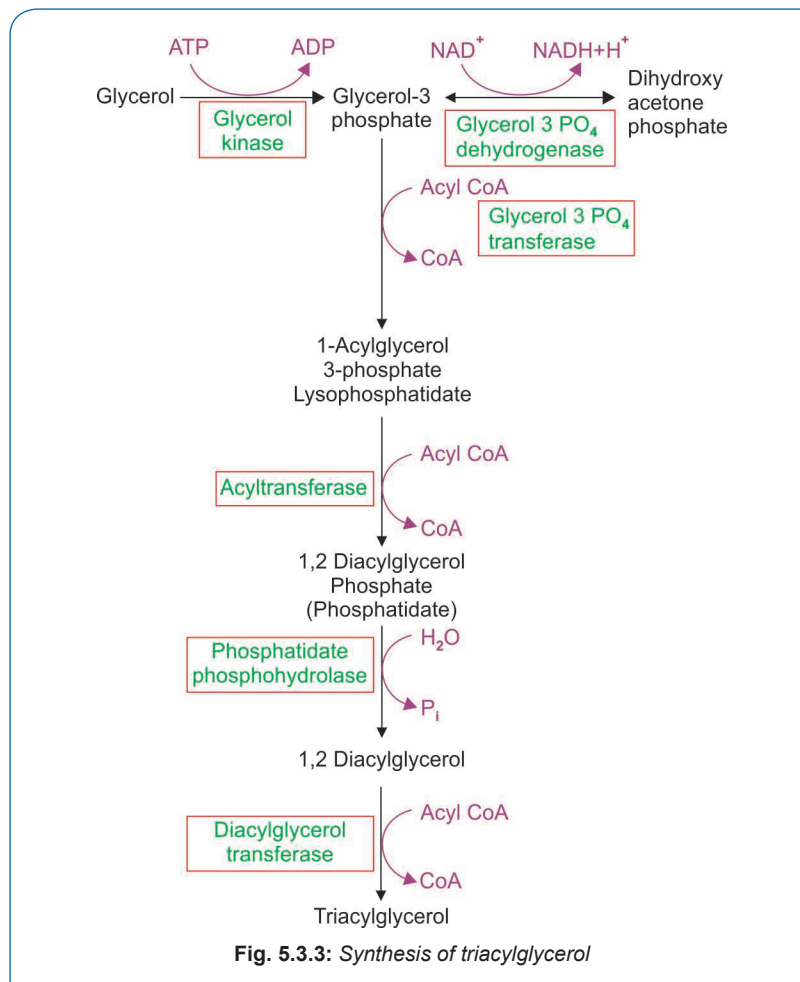 ATP
ADP
NAD⁺
NADH+H⁺
Glycerol
Glycerol-3
phosphate
Dihydroxy
acetone
phosphate
Glycerol
kinase
Glycerol 3 PO₄
dehydrogenase
Acyl CoA
Glycerol 3 PO₄
transferase
CoA
1-Acylglycerol
3-phosphate
Lysophosphatidate
Acyl CoA
Acyltransferase
CoA
1,2 Diacylglycerol
Phosphate
(Phosphatidate)
H₂O
Phosphatidate
phosphohydrolase
Pᵢ
1,2 Diacylglycerol
Acyl CoA
Diacylglycerol
transferase
CoA
Triacylglycerol
Fig. 5.3.3: Synthesis of triacylglycerol